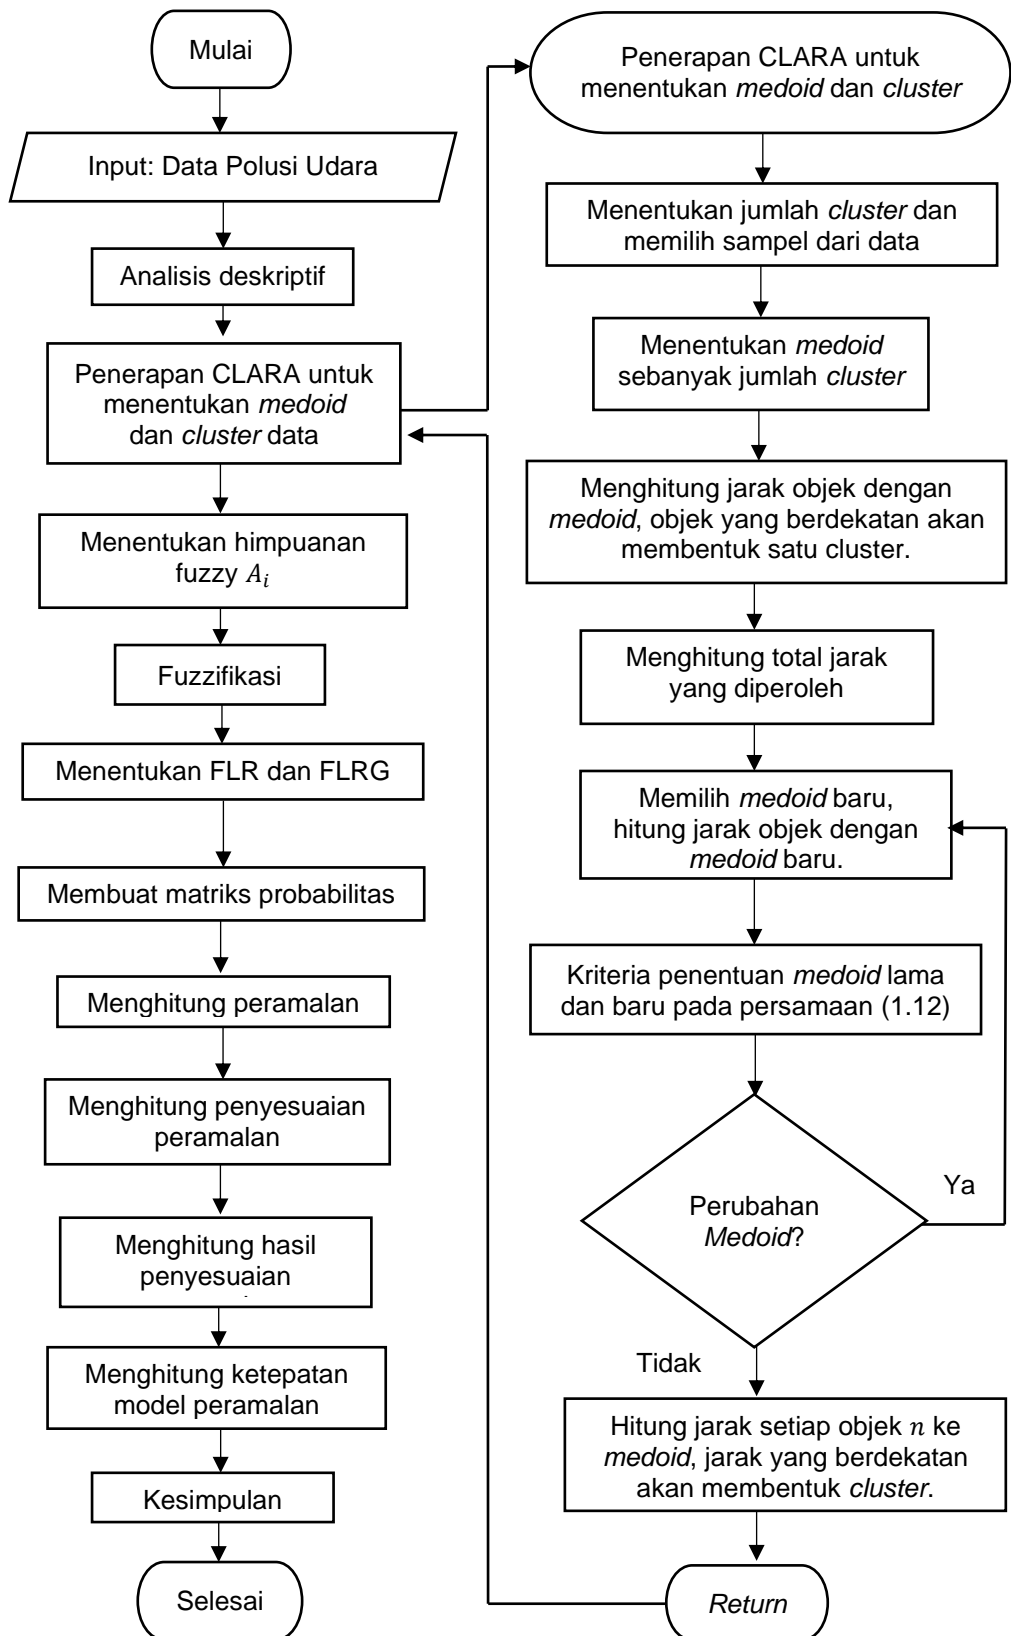 Mulai
Input: Data Polusi Udara
Analisis deskriptif
Penerapan CLARA untuk
menentukan medoid
dan cluster data
Menentukan himpuanan
fuzzy A_i
Fuzzifikasi
Menentukan FLR dan FLRG
Membuat matriks probabilitas
Menghitung peramalan
Menghitung penyesuaian
peramalan
Menghitung hasil
penyesuaian
Menghitung ketepatan
model peramalan
Kesimpulan
Selesai
Penerapan CLARA untuk
menentukan medoid dan cluster
Menentukan jumlah cluster dan
memilih sampel dari data
Menentukan medoid
sebanyak jumlah cluster
Menghitung jarak objek dengan
medoid, objek yang berdekatan akan
membentuk satu cluster.
Menghitung total jarak
yang diperoleh
Memilih medoid baru,
hitung jarak objek dengan
medoid baru.
Kriteria penentuan medoid lama
dan baru pada persamaan (1.12)
Perubahan
Medoid?
Ya
Tidak
Hitung jarak setiap objek n ke
medoid, jarak yang berdekatan
akan membentuk cluster.
Return